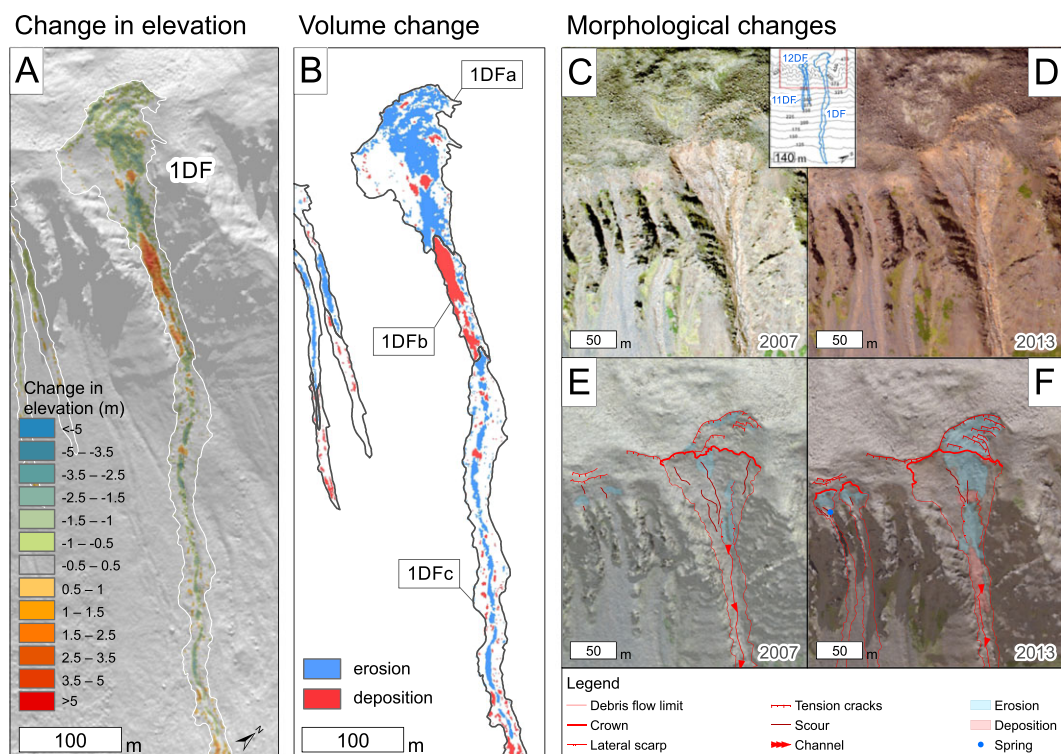 Change in elevation
Volume change
Morphological changes
A
1DF
Change in
elevation (m)
<-5
-5 – -3.5
-3.5 – -2.5
-2.5 – -1.5
-1.5 – -1
-1 – -0.5
-0.5 – 0.5
0.5 – 1
1 – 1.5
1.5 – 2.5
2.5 – 3.5
3.5 – 5
>5
100 m
N
B
1DFa
1DFb
1DFc
erosion
deposition
100 m
C
50 m
2007
12DF
11DF
1DF
140 m
D
50 m
2013
E
50 m
2007
F
50 m
2013
Legend
Debris flow limit
Crown
Lateral scarp
Tension cracks
Scour
Channel
Erosion
Deposition
Spring